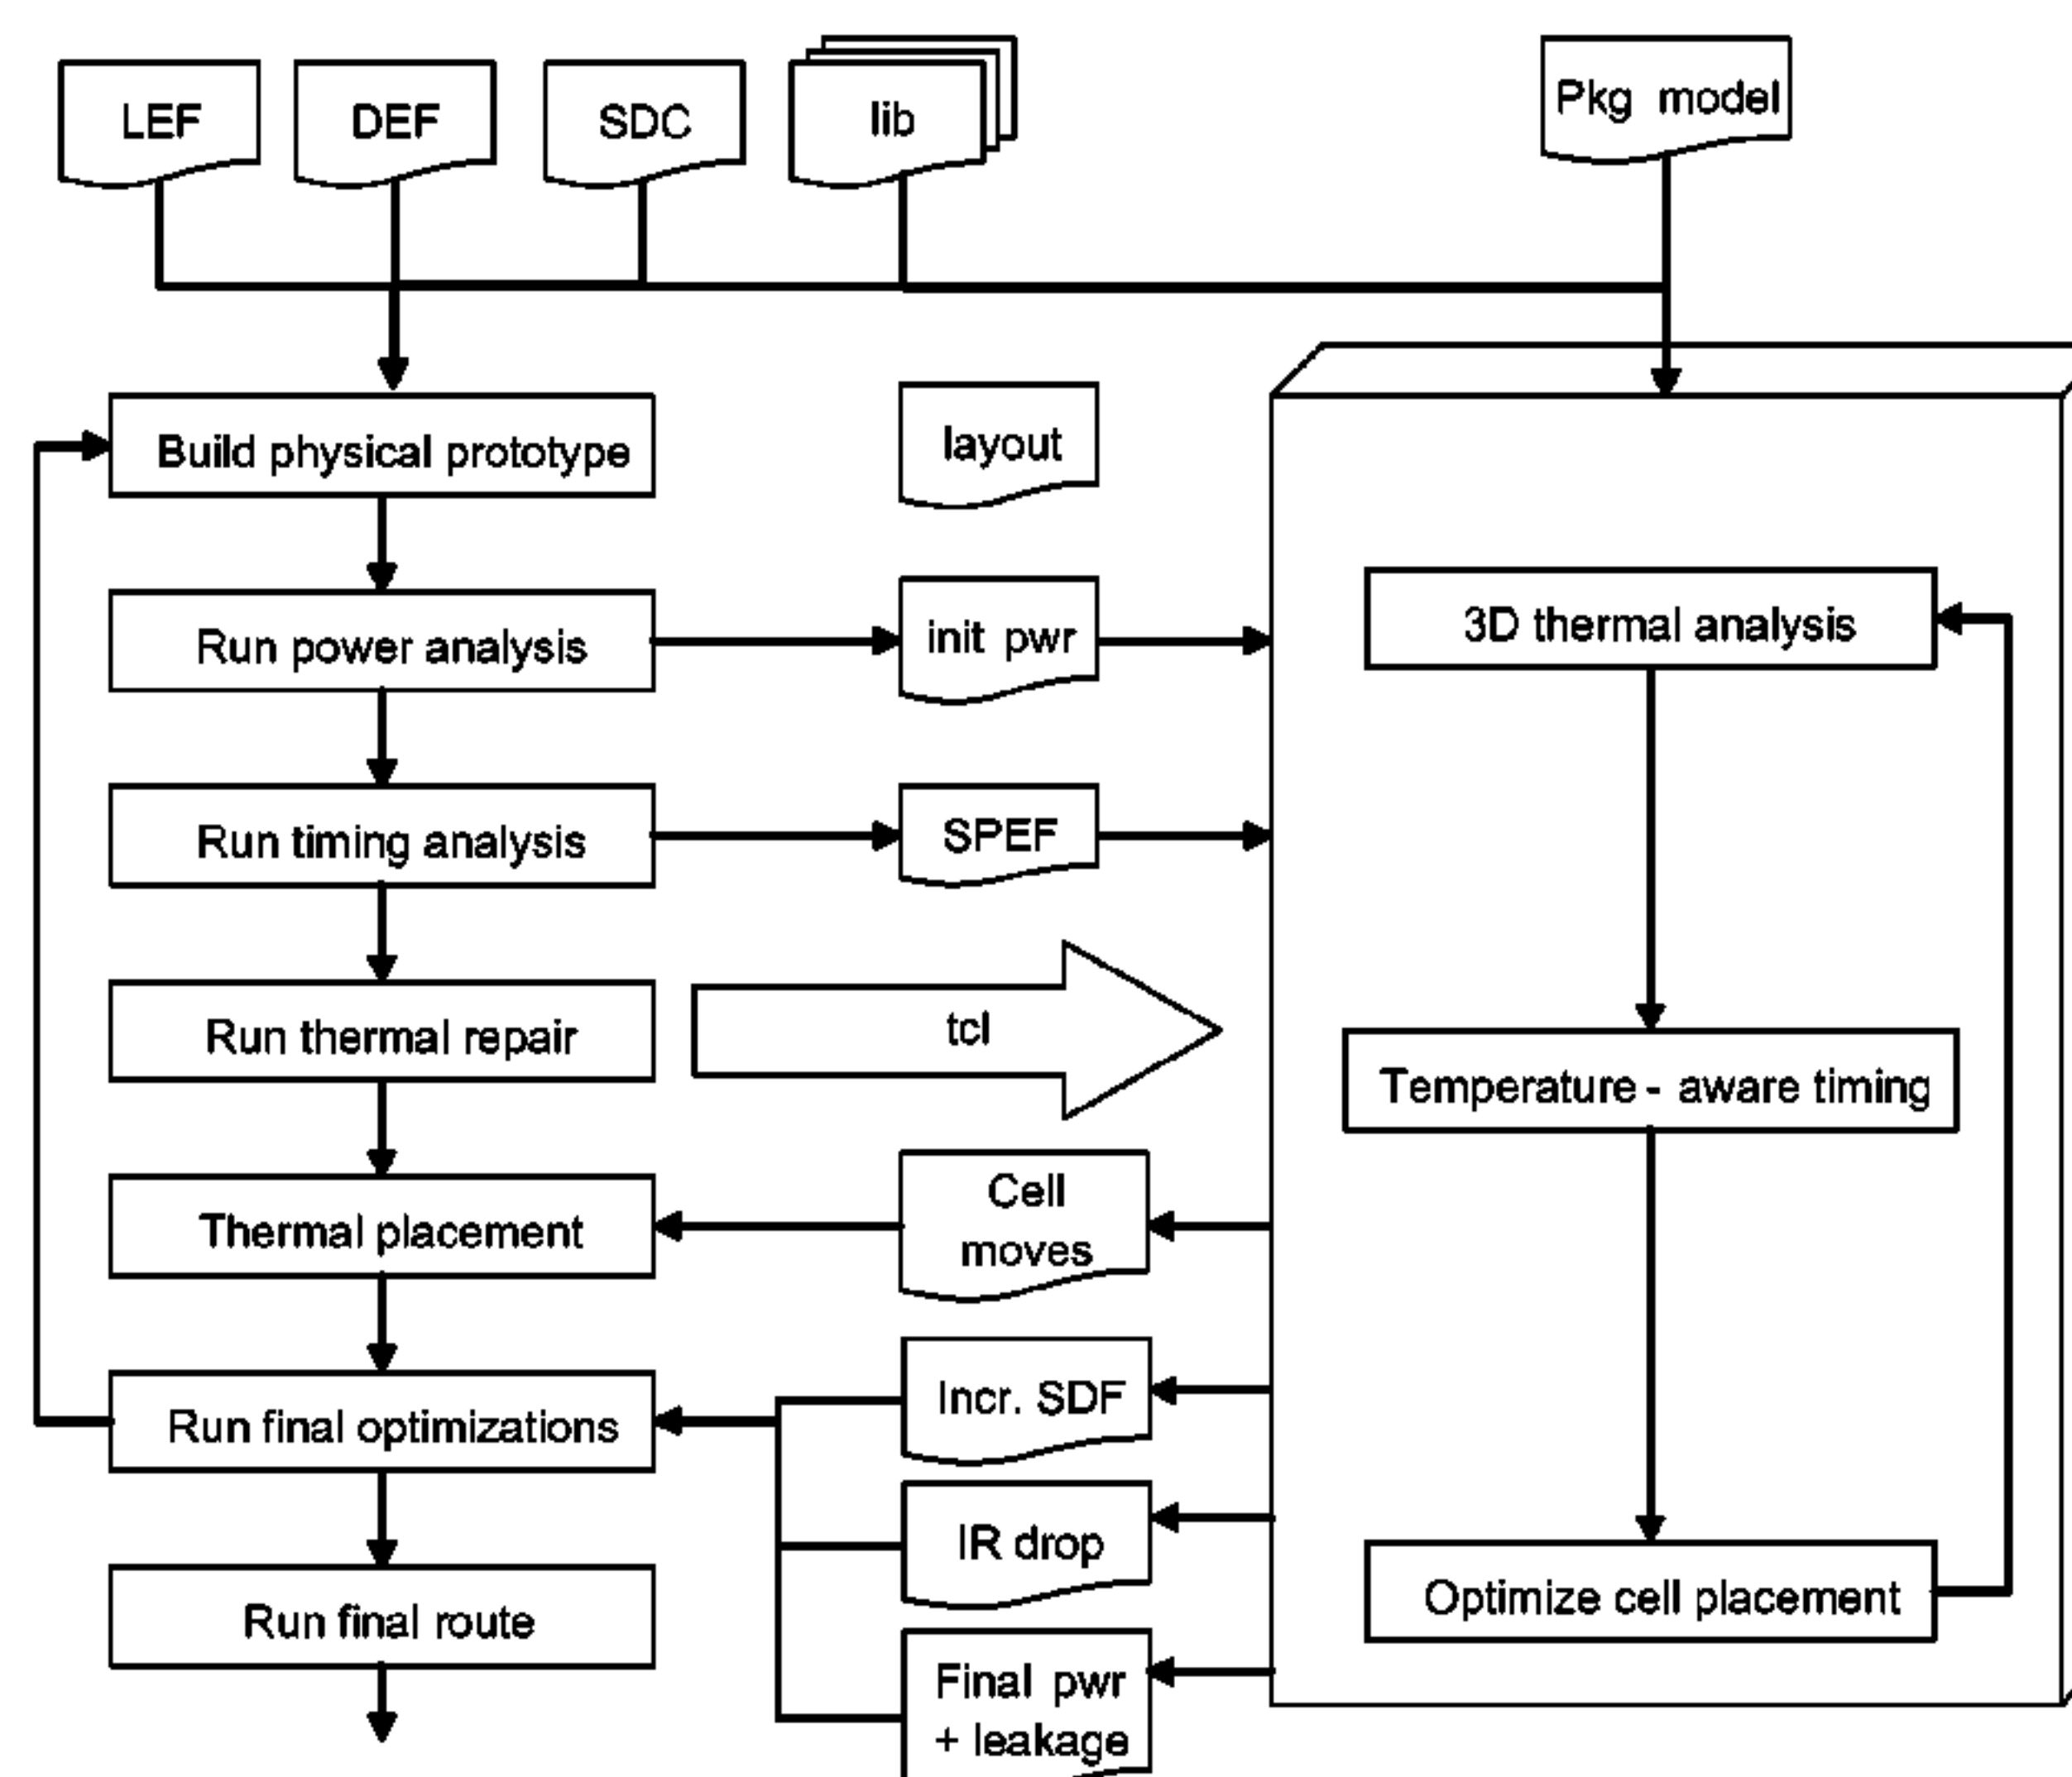 LEF
DEF
SDC
lib
Pkg model
Build physical prototype
layout
Run power analysis
init pwr
3D thermal analysis
Run timing analysis
SPEF
Run thermal repair
tcl
Temperature - aware timing
Thermal placement
Cell
moves
Run final optimizations
Incr. SDF
IR drop
Optimize cell placement
Run final route
Final pwr
+ leakage